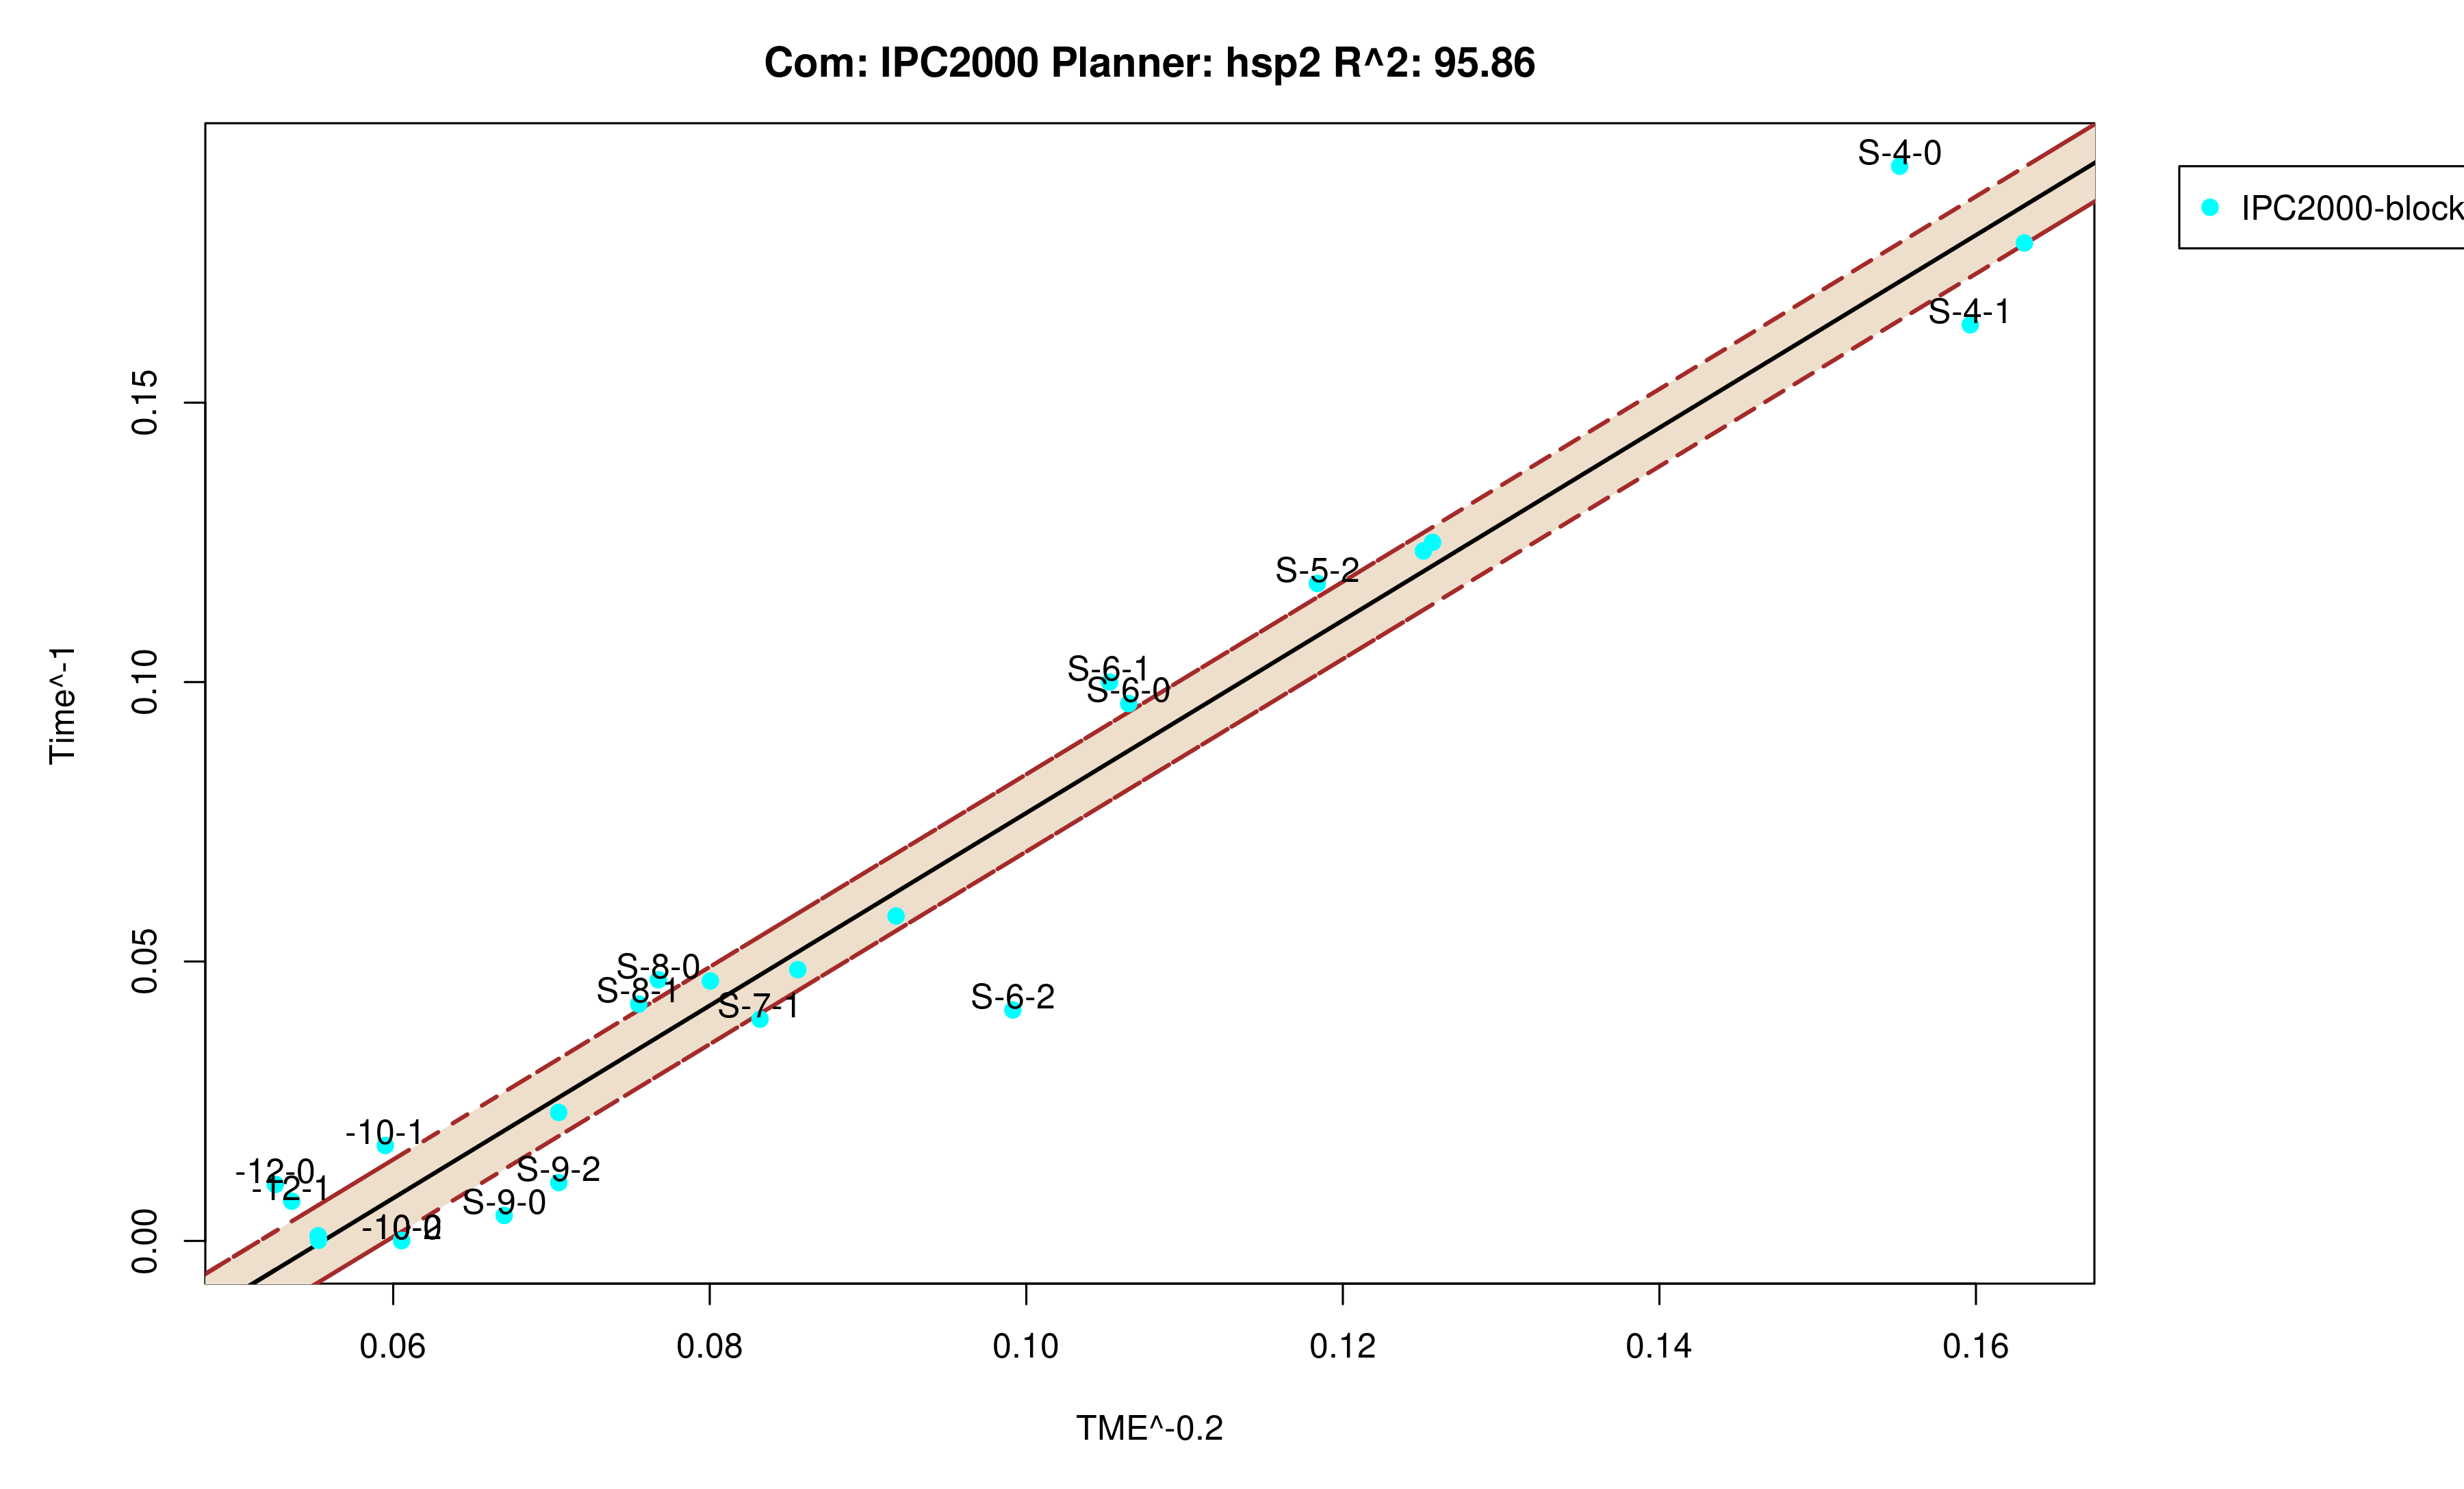 Com: IPC2000 Planner: hsp2 R^2: 95.86
S-4-0
IPC2000-block
S-4-1
0.15
S-5-2
S-6-1
S-6-0
0.10
Time^-1
S-8-0
S-8-1
S-7-1
S-6-2
0.05
-10-1
-12-0
-12-1
S-9-2
S-9-0
0.00
0.06 0.08 0.10 0.12 0.14 0.16
TME^-0.2